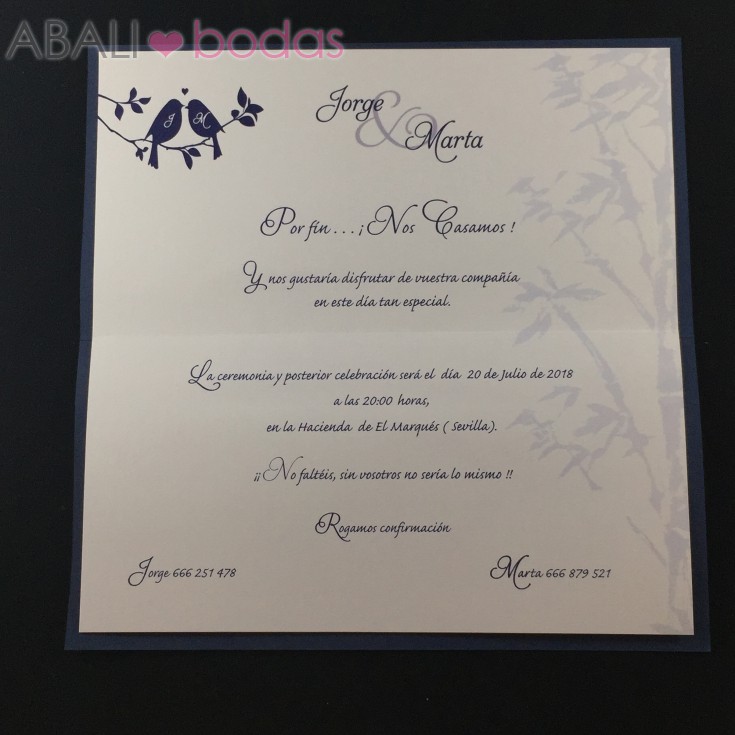 ABALI bodas
J M
Jorge
&
Marta
Por fín...¡Nos Casamos!
Y nos gustaría disfrutar de vuestra compañía
en este día tan especial.
La ceremonia y posterior celebración será el día 20 de Julio de 2018
a las 20:00 horas,
en la Hacienda de El Marqués ( Sevilla).
¡¡No faltéis, sin vosotros no sería lo mismo !!
Rogamos confirmación
Jorge 666 251 478 Marta 666 879 521